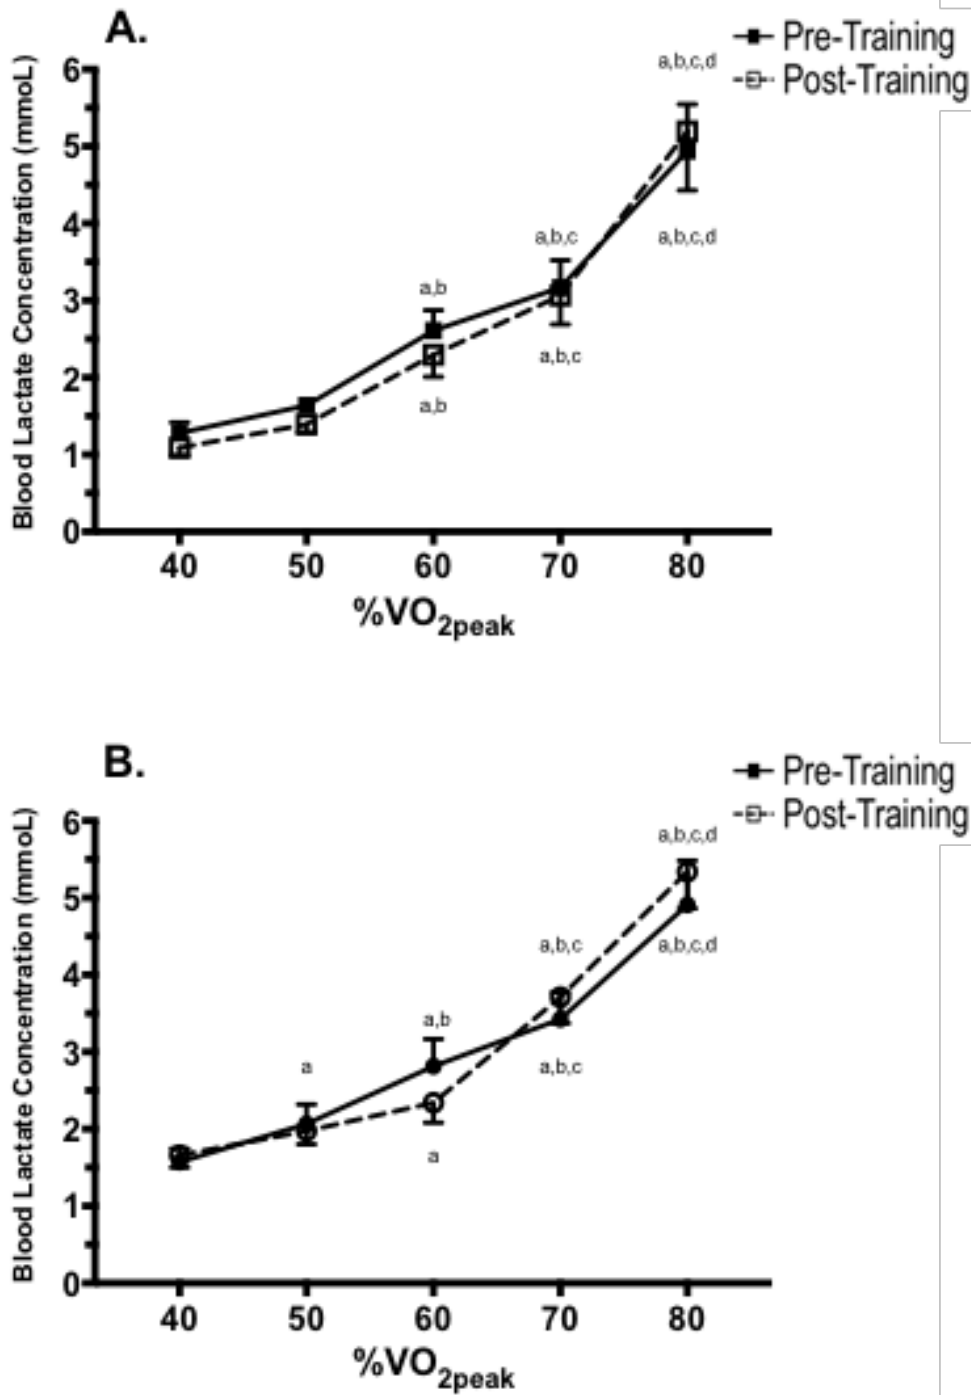 A.
Pre-Training
Post-Training
Blood Lactate Concentration (mmoL)
6
5
4
3
2
1
0
a,b,c,d
a,b,c
a,b
a,b,c,d
a,b,c
a,b
40 50 60 70 80
%VO2peak
B.
Pre-Training
Post-Training
Blood Lactate Concentration (mmoL)
6
5
4
3
2
1
0
a,b,c,d
a,b,c
a,b,c,d
a,b
a
a,b,c
a
40 50 60 70 80
%VO2peak